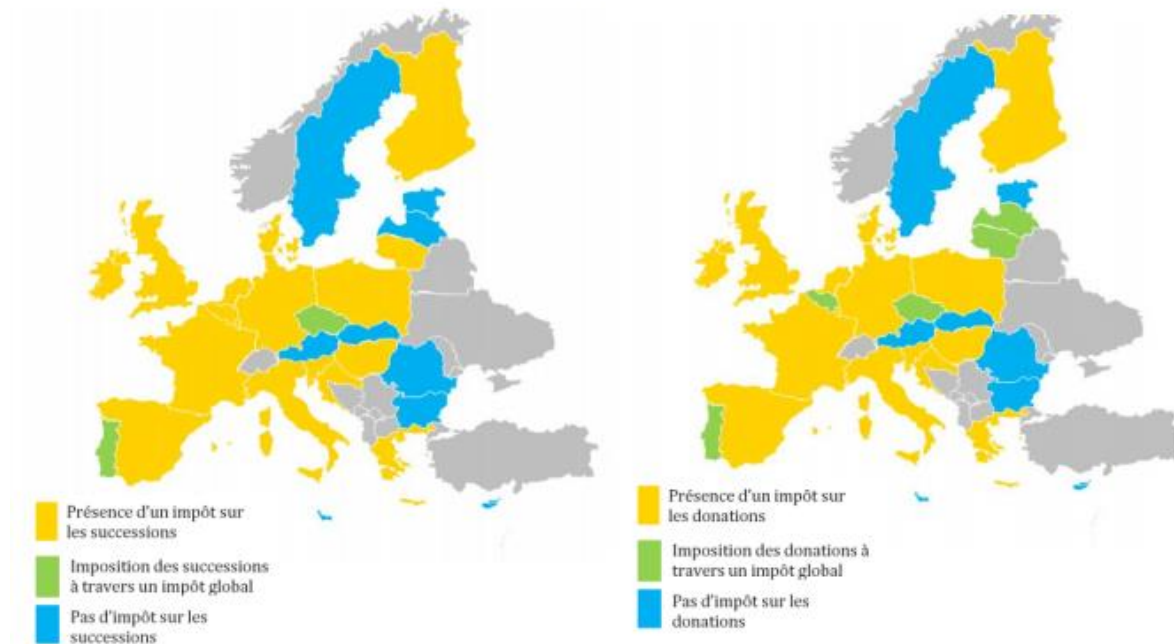 Présence d'un impôt sur
les successions
Imposition des successions
à travers un impôt global
Pas d'impôt sur les
successions
Présence d'un impôt sur
les donations
Imposition des donations à
travers un impôt global
Pas d'impôt sur les
donations